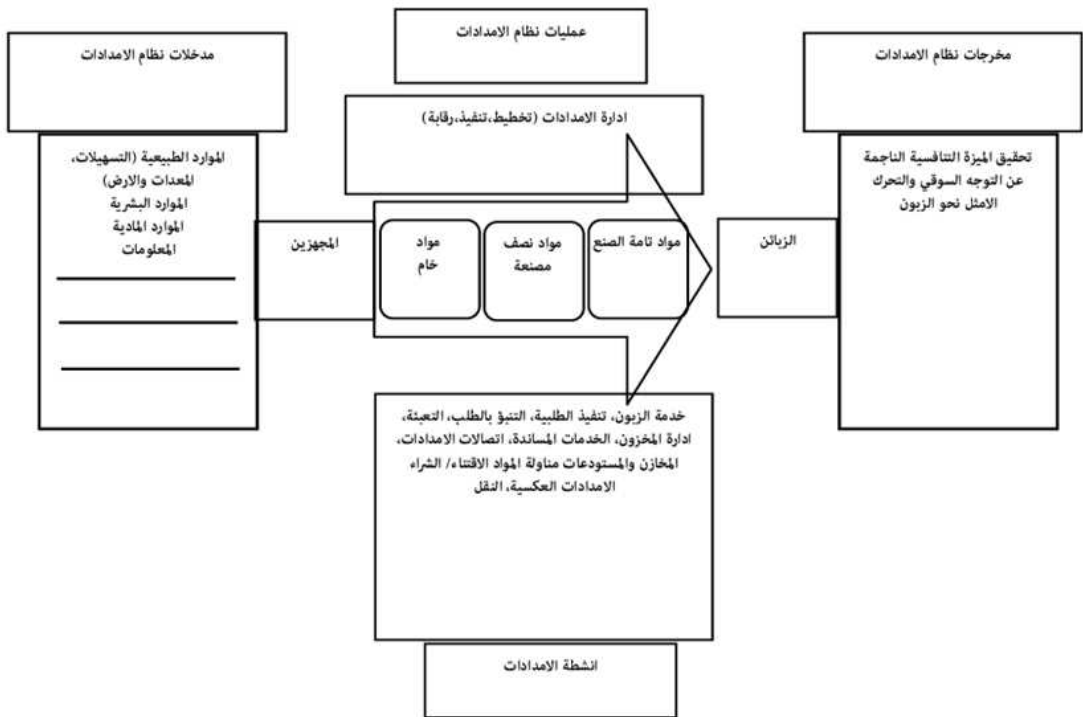 عمليات نظام الامدادات
مخرجات نظام الامدادات
مدخلات نظام الامدادات
ادارة الامدادات (تخطيط،تنفيذ،رقابة)
تحقيق الميزة التنافسية الناجمة
عن التوجه السوقي والتحرك
الامثل نحو الزبون
الموارد الطبيعية (التسهيلات،
المعدات والارض)
الموارد البشرية
الموارد المادية
المعلومات
المجهزين
مواد
خام
مواد نصف
مصنعة
مواد تامة الصنع
الزبائن
خدمة الزبون، تنفيذ الطلبية، التنبؤ بالطلب، التعبئة،
ادارة المخزون، الخدمات المساندة، اتصالات الامدادات،
المخازن والمستودعات مناولة المواد الاقتناء/ الشراء
الامدادات العكسية، النقل
انشطة الامدادات